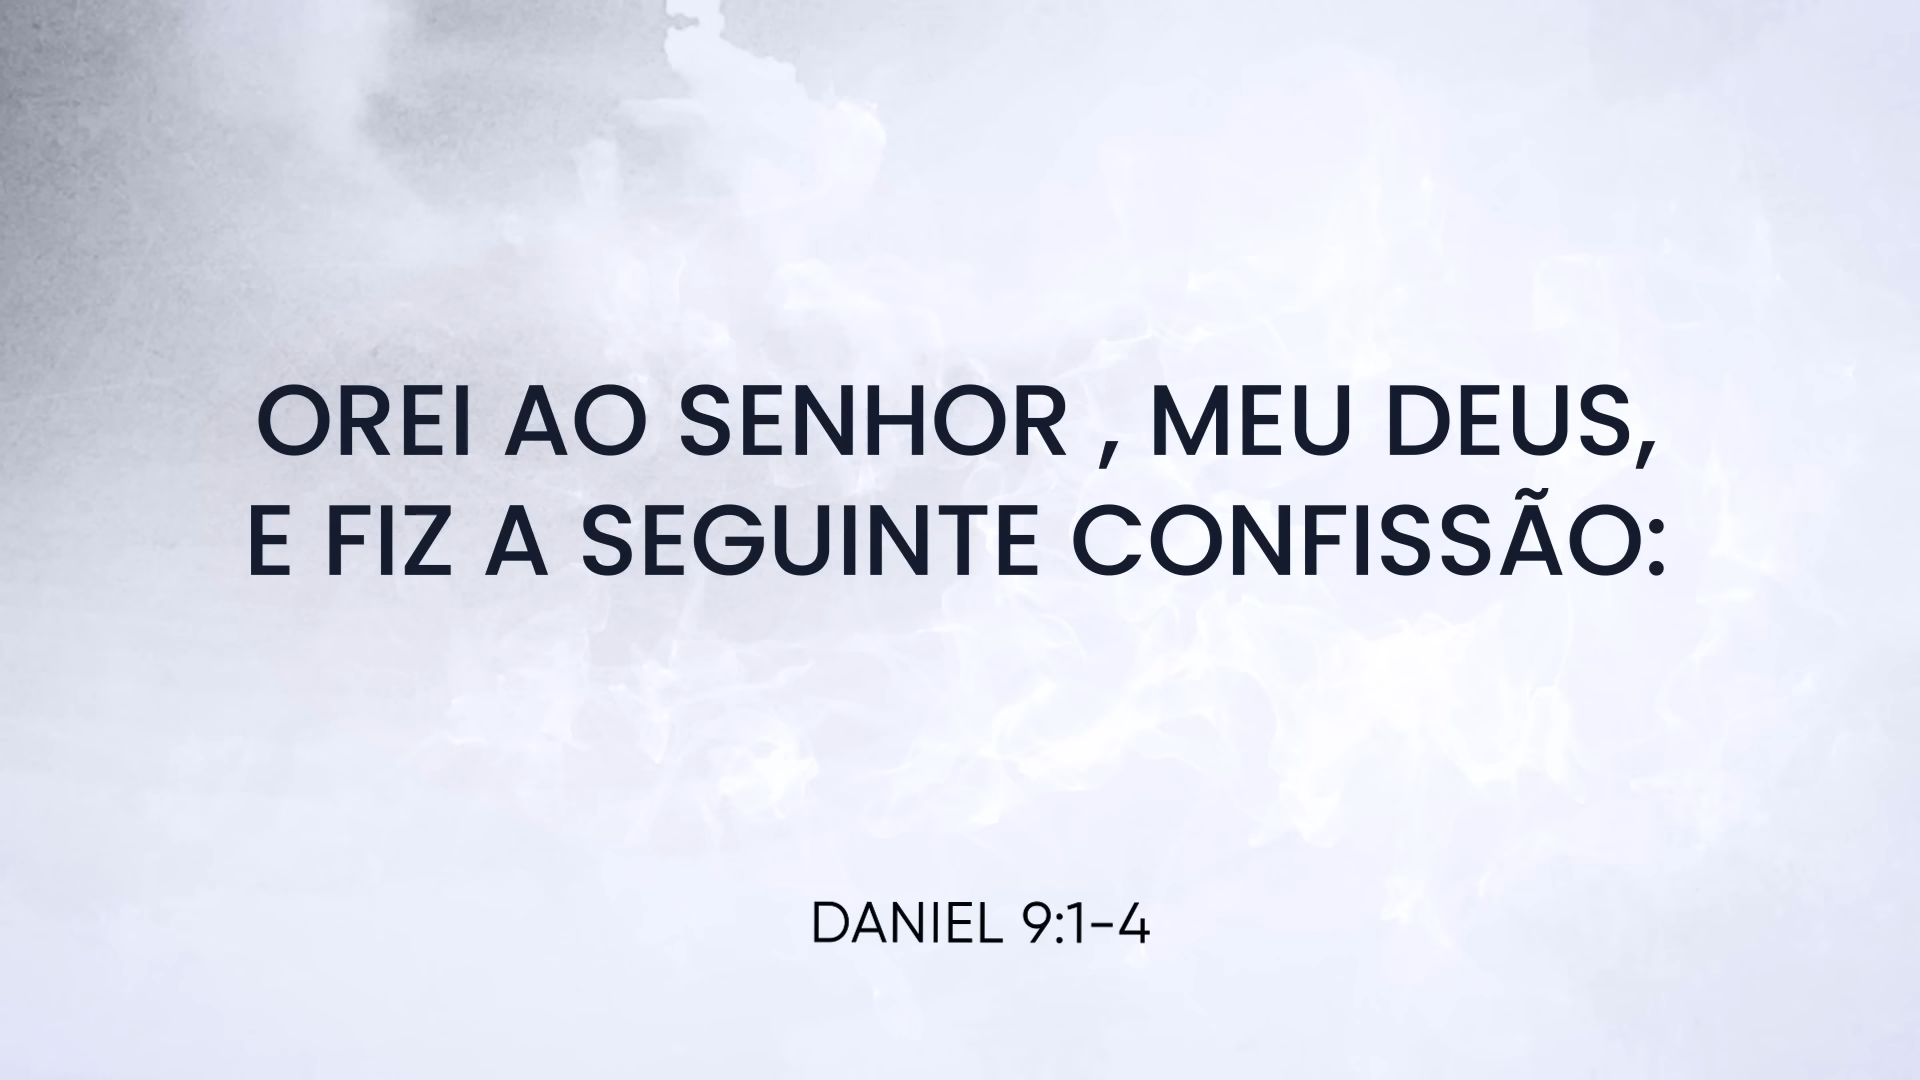 OREI AO SENHOR , MEU DEUS,
E FIZ A SEGUINTE CONFISSÃO:
DANIEL 9:1-4